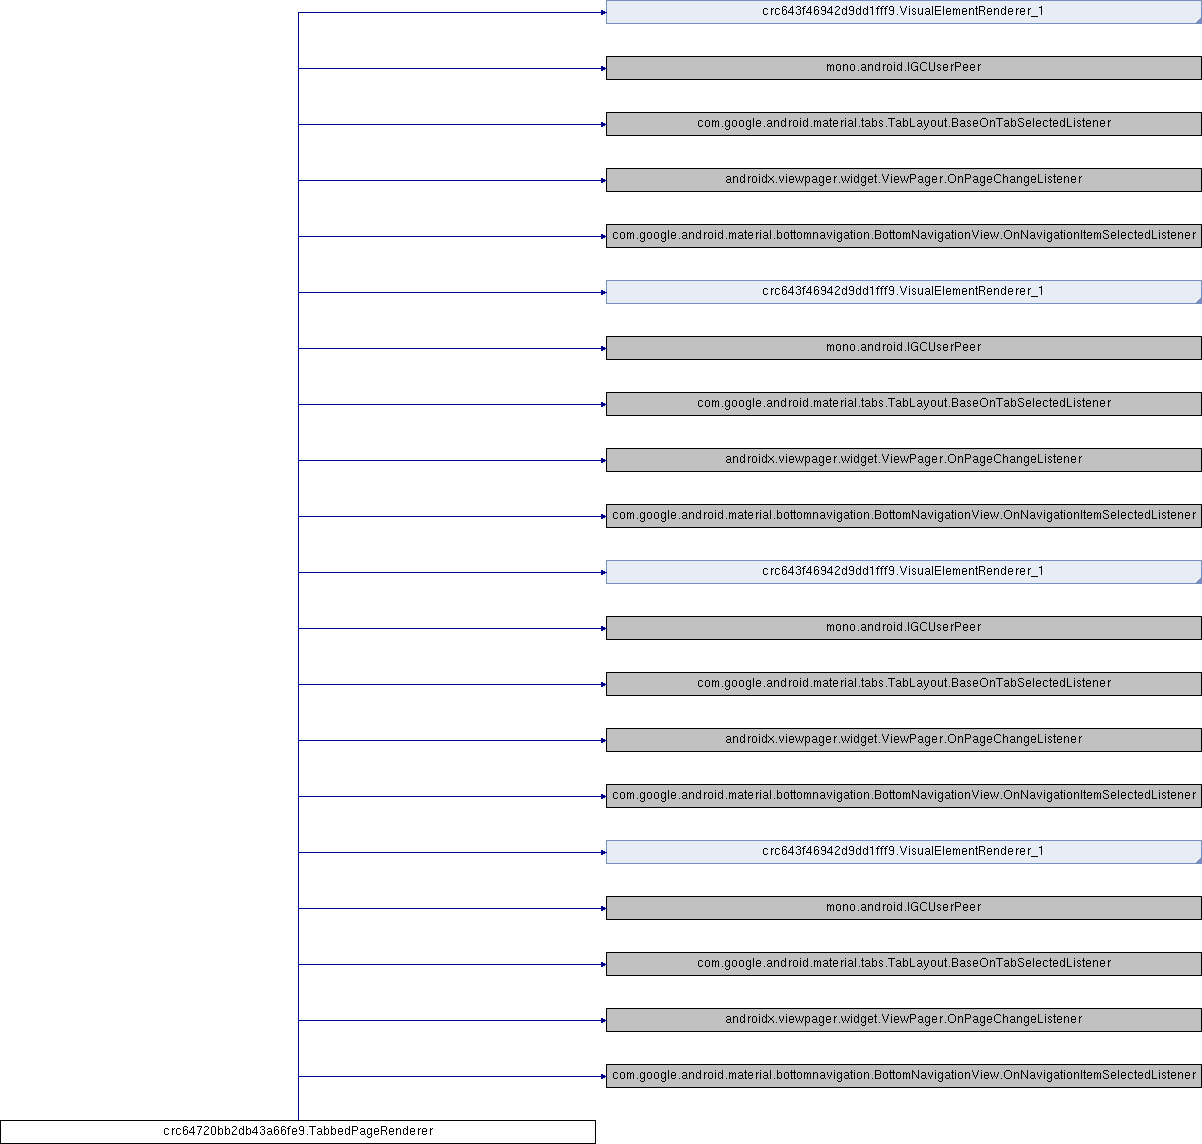 crc643f46942d9dd1fff9.VisualElementRenderer_1
mono.android.IGCUserPeer
com.google.android.material.tabs.TabLayout.BaseOnTabSelectedListener
androidx.viewpager.widget.ViewPager.OnPageChangeListener
com.google.android.material.bottomnavigation.BottomNavigationView.OnNavigationItemSelectedListener
crc643f46942d9dd1fff9.VisualElementRenderer_1
mono.android.IGCUserPeer
com.google.android.material.tabs.TabLayout.BaseOnTabSelectedListener
androidx.viewpager.widget.ViewPager.OnPageChangeListener
com.google.android.material.bottomnavigation.BottomNavigationView.OnNavigationItemSelectedListener
crc643f46942d9dd1fff9.VisualElementRenderer_1
mono.android.IGCUserPeer
com.google.android.material.tabs.TabLayout.BaseOnTabSelectedListener
androidx.viewpager.widget.ViewPager.OnPageChangeListener
com.google.android.material.bottomnavigation.BottomNavigationView.OnNavigationItemSelectedListener
crc643f46942d9dd1fff9.VisualElementRenderer_1
mono.android.IGCUserPeer
com.google.android.material.tabs.TabLayout.BaseOnTabSelectedListener
androidx.viewpager.widget.ViewPager.OnPageChangeListener
com.google.android.material.bottomnavigation.BottomNavigationView.OnNavigationItemSelectedListener
crc64720bb2db43a66fe9.TabbedPageRenderer